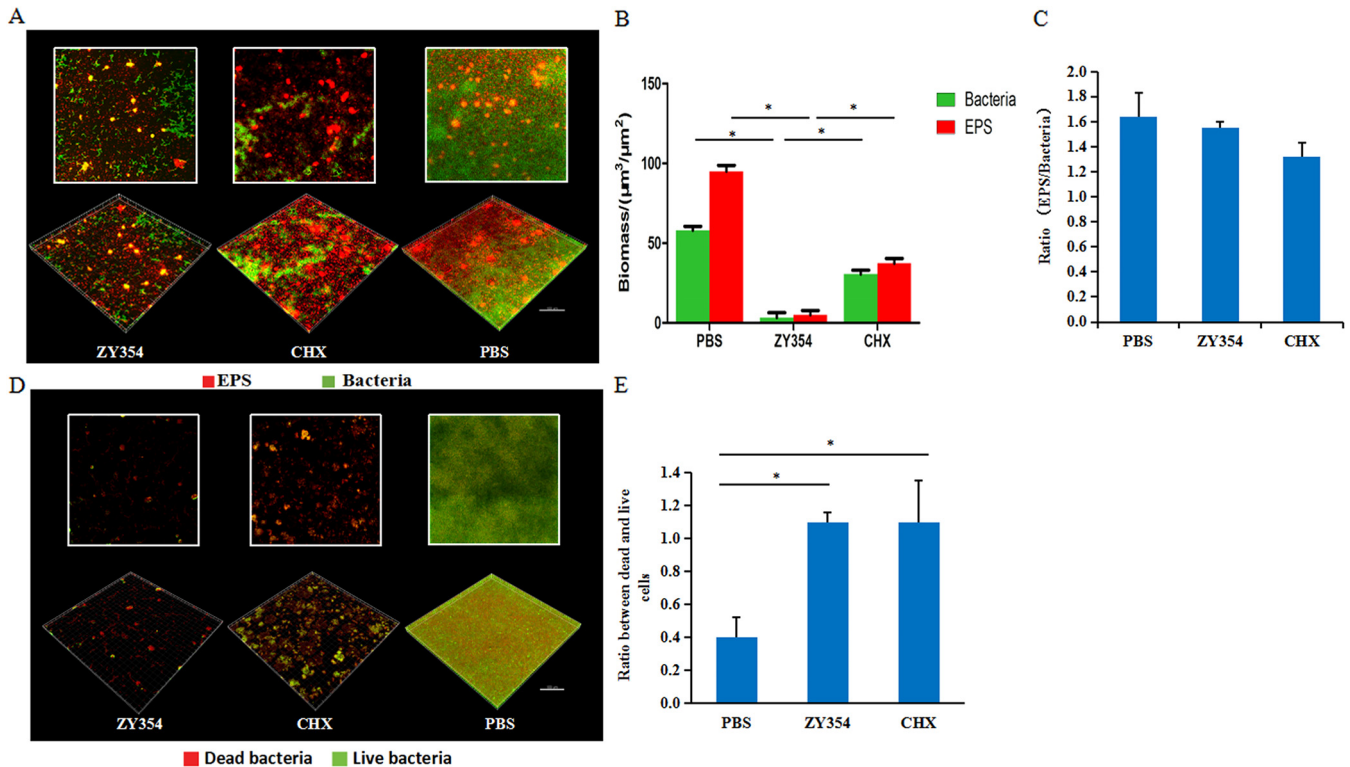 A
ZY354 CHX PBS
EPS Bacteria
B
Biomass/(μm³/μm²)
150
100
50
0
* *
* *
Bacteria
EPS
PBS ZY354 CHX
C
Ratio (EPS/Bacteria)
2.0
1.8
1.6
1.4
1.2
1.0
0.8
0.6
0.4
0.2
0.0
PBS ZY354 CHX
D
ZY354 CHX PBS
Dead bacteria Live bacteria
E
Ratio between dead and live
cells
*
*
1.4
1.2
1.0
0.8
0.6
0.4
0.2
0.0
PBS ZY354 CHX